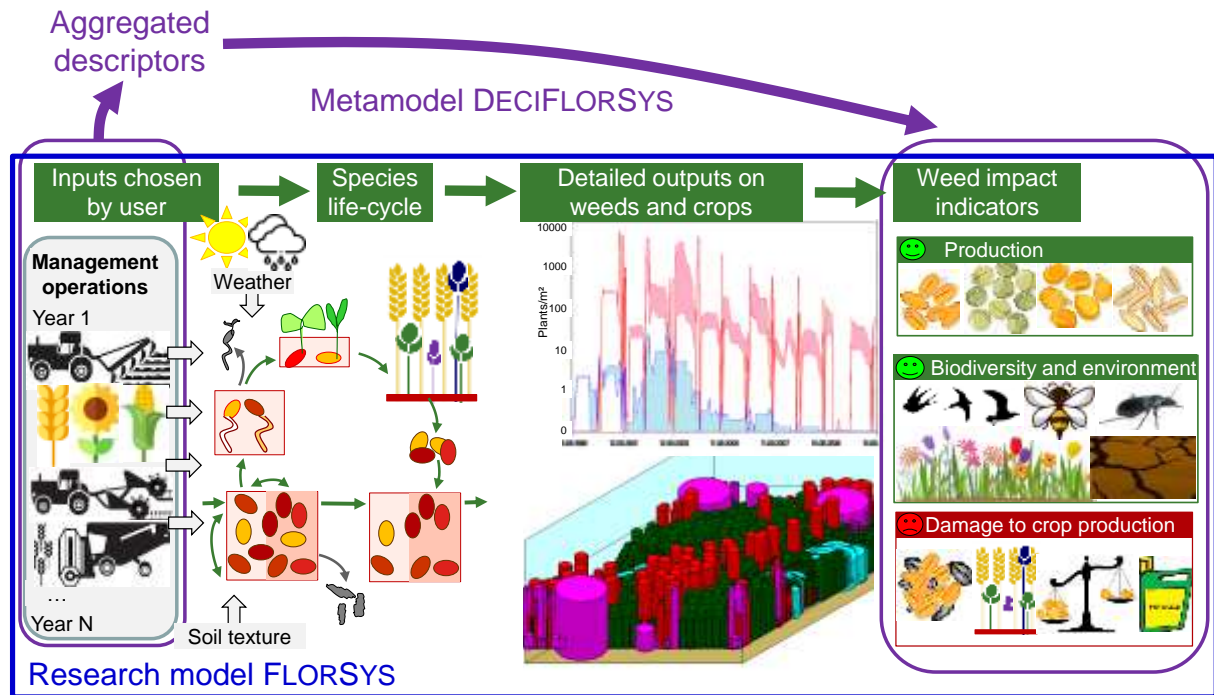 Aggregated
descriptors
Metamodel DECIFLORSYS
Inputs chosen
by user
Species
life-cycle
Detailed outputs on
weeds and crops
Weed impact
indicators
Management
operations
Year 1
…
Year N
Weather
Soil texture
Plants/m²
10000
1000
100
10
1
0
Production
Biodiversity and environment
Damage to crop production
Research model FLORSYS